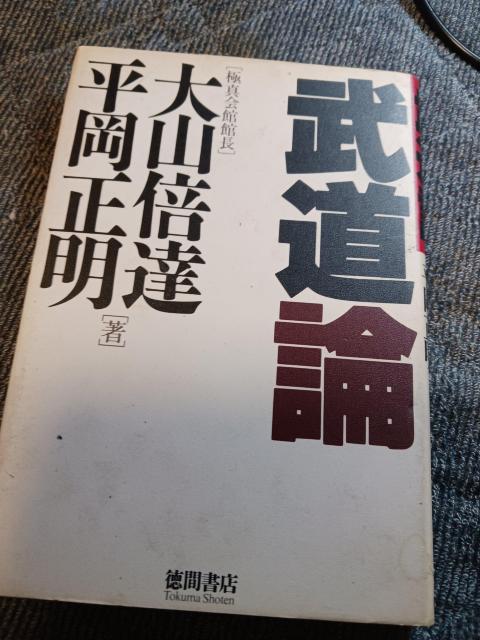 武道論
[極真会館館長]
大山倍達
平岡正明
[著]
徳間書店
Tokuma Shoten